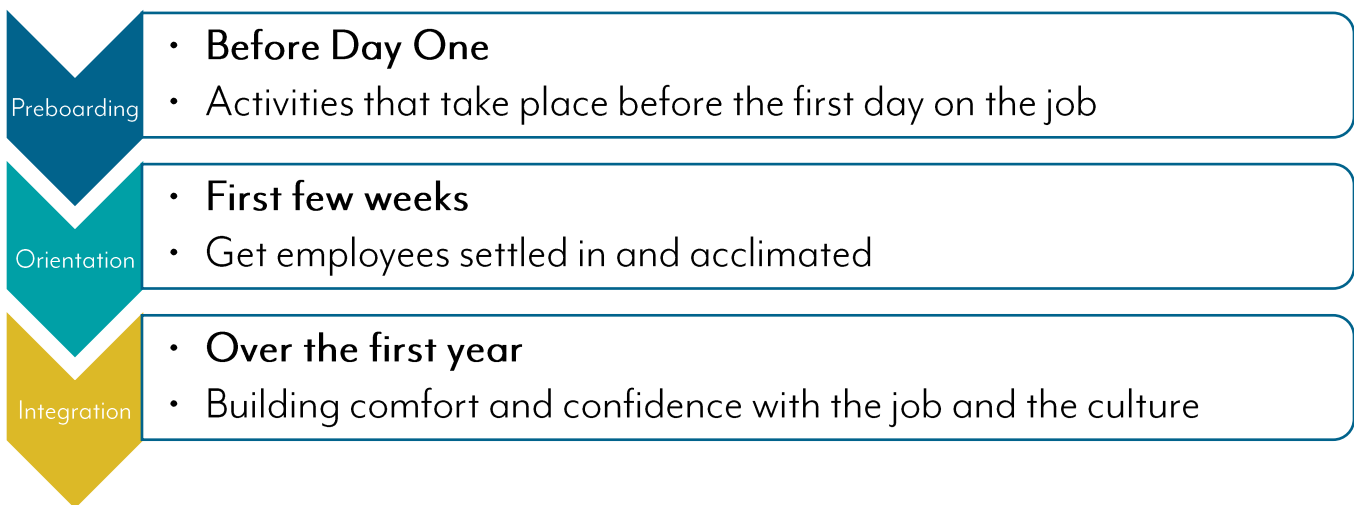 Preboarding
• Before Day One
• Activities that take place before the first day on the job
Orientation
• First few weeks
• Get employees settled in and acclimated
Integration
• Over the first year
• Building comfort and confidence with the job and the culture